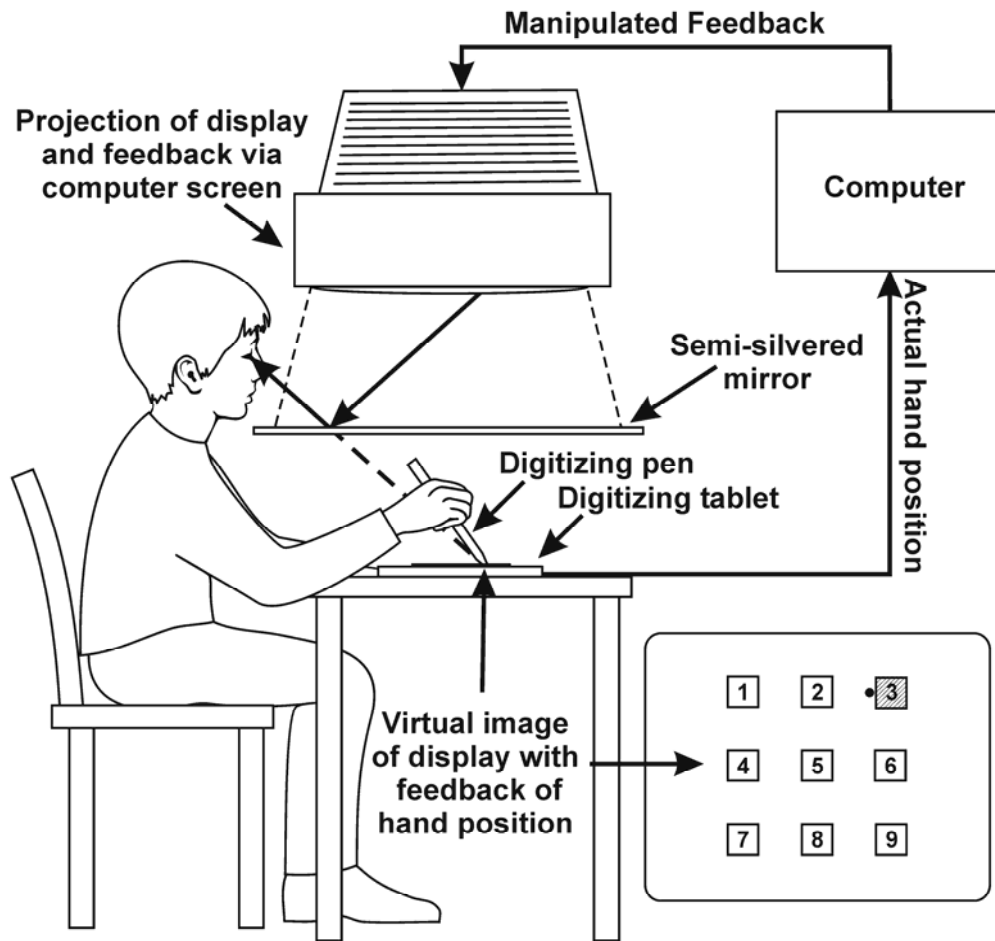 Manipulated Feedback
Projection of display
and feedback via
computer screen
Computer
Actual hand position
Semi-silvered
mirror
Digitizing pen
Digitizing tablet
Virtual image
of display with
feedback of
hand position
1 2 3
4 5 6
7 8 9